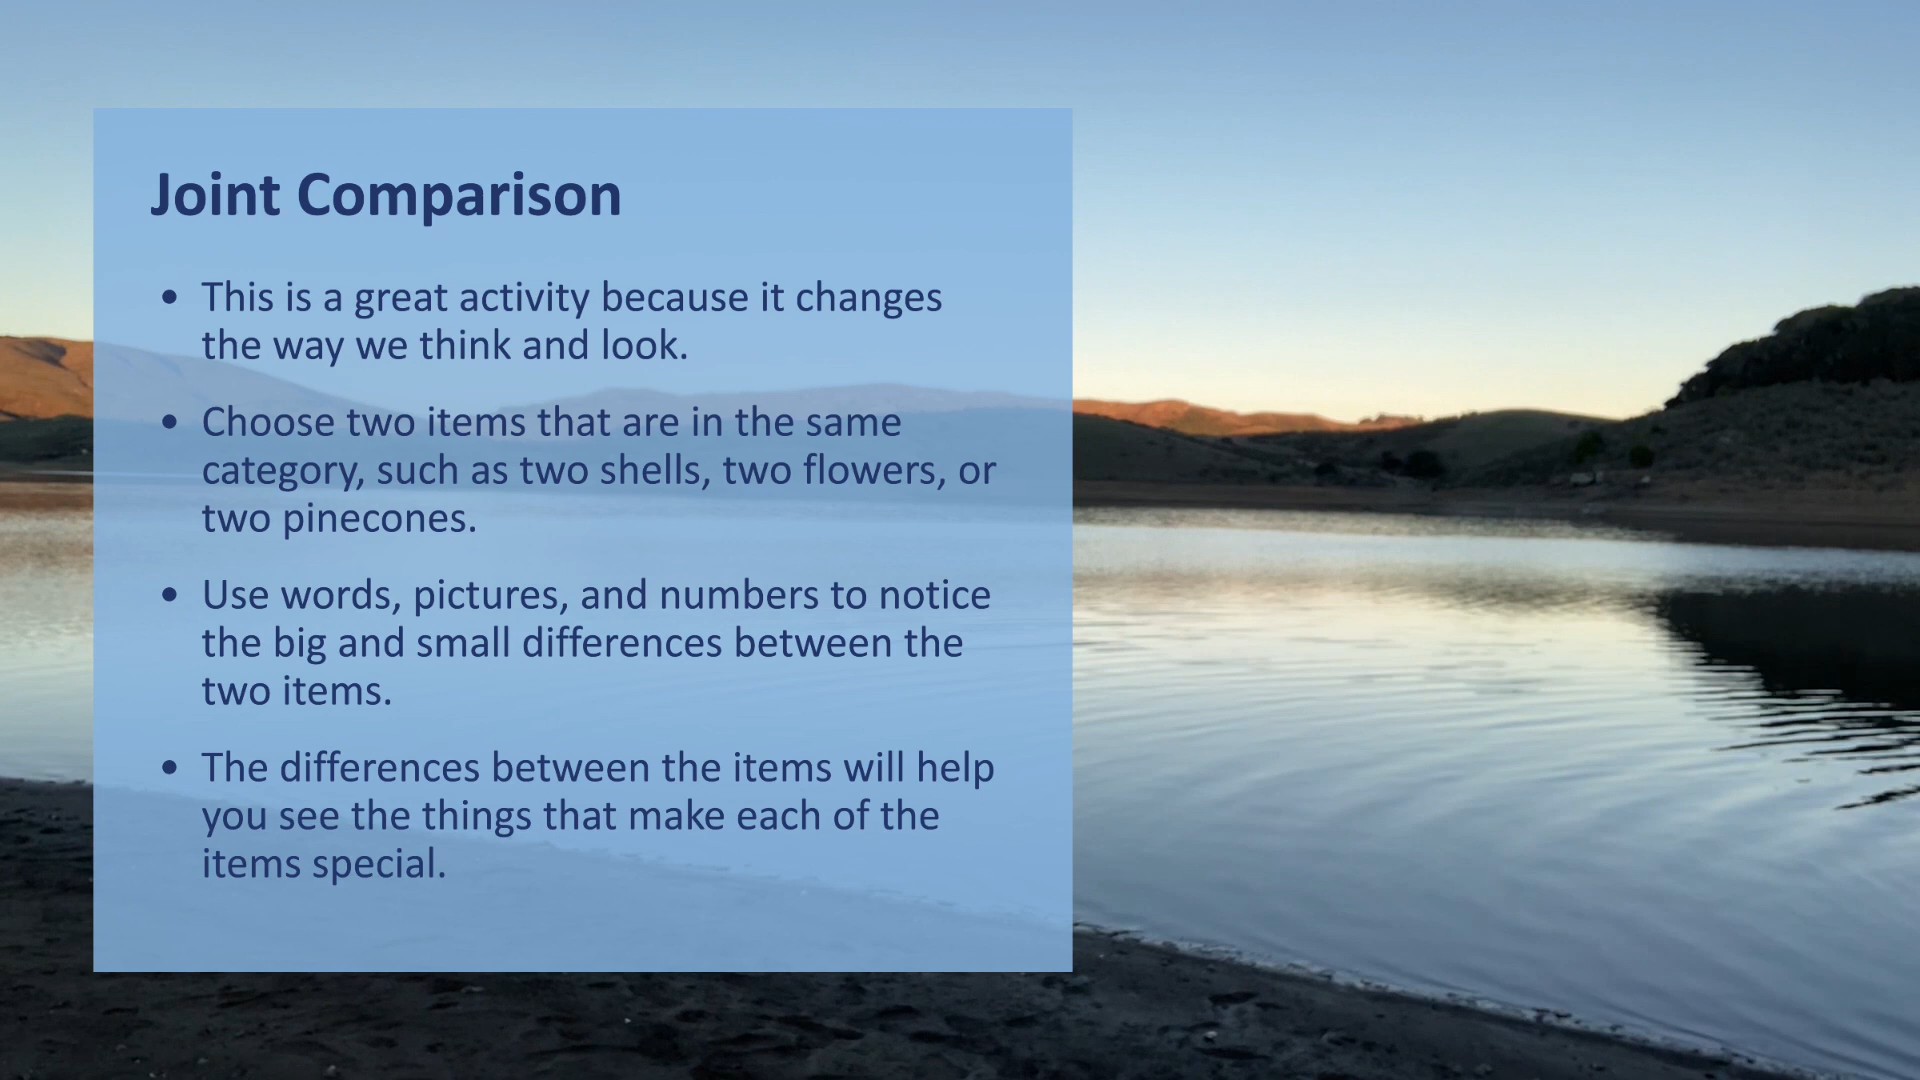 Joint Comparison
• This is a great activity because it changes
the way we think and look.
• Choose two items that are in the same
category, such as two shells, two flowers, or
two pinecones.
• Use words, pictures, and numbers to notice
the big and small differences between the
two items.
• The differences between the items will help
you see the things that make each of the
items special.